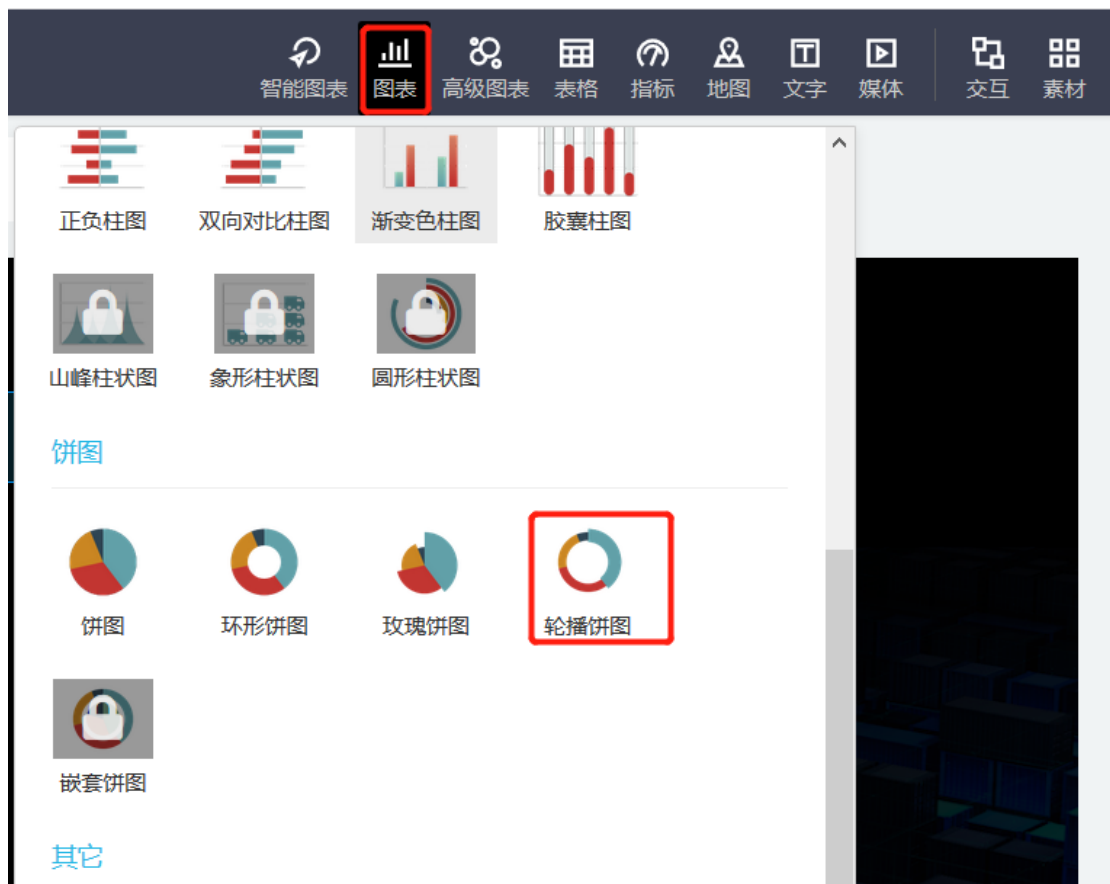 智能图表 图表 高级图表 表格 指标 地图 文字 媒体 交互 素材
正负柱图 双向对比柱图 渐变色柱图 胶囊柱图
山峰柱状图 象形柱状图 圆形柱状图
饼图
饼图 环形饼图 玫瑰饼图 轮播饼图
嵌套饼图
其它